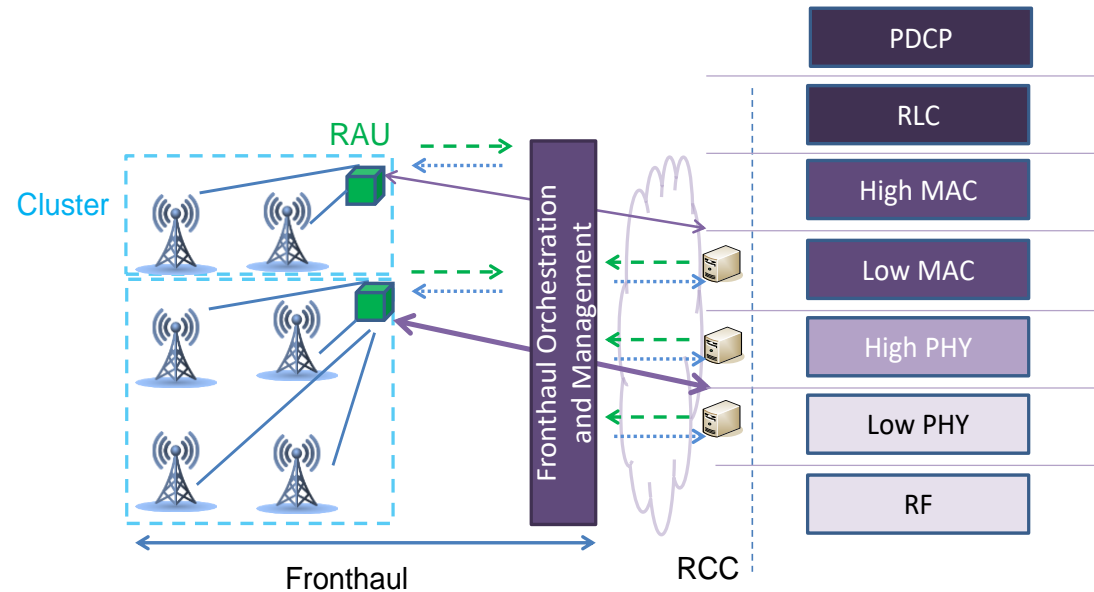 PDCP
RLC
High MAC
Low MAC
High PHY
Low PHY
RF
RAU
Cluster
Fronthaul Orchestration
and Management
Fronthaul
RCC